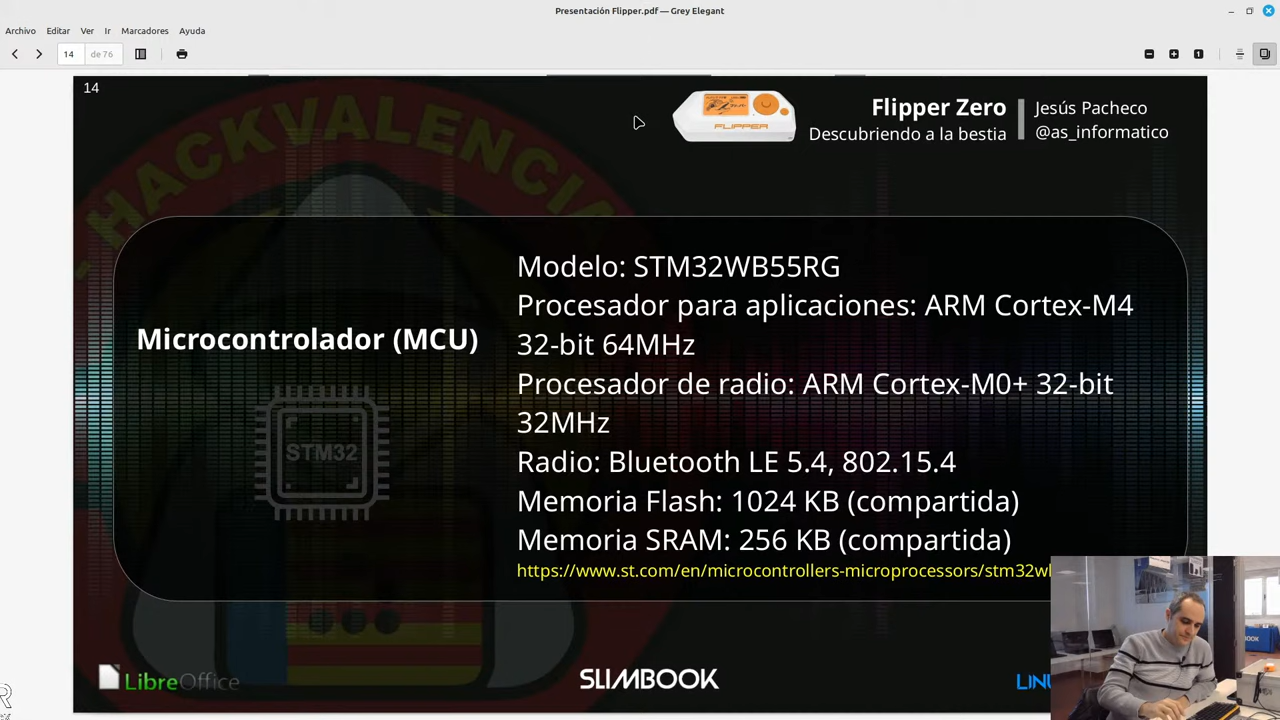 Presentación Flipper.pdf — Grey Elegant
Archivo Editar Ver Ir Marcadores Ayuda
14 de 76
14
Flipper Zero
Descubriendo a la bestia
Jesús Pacheco
@as_informatico
FLIPPER
HACKVALENCIA
Microcontrolador (MCU)
STM32
Modelo: STM32WB55RG
Procesador para aplicaciones: ARM Cortex-M4
32-bit 64MHz
Procesador de radio: ARM Cortex-M0+ 32-bit
32MHz
Radio: Bluetooth LE 5.4, 802.15.4
Memoria Flash: 1024 KB (compartida)
Memoria SRAM: 256 KB (compartida)
https://www.st.com/en/microcontrollers-microprocessors/stm32w
LibreOffice
SLIMBOOK
LIN